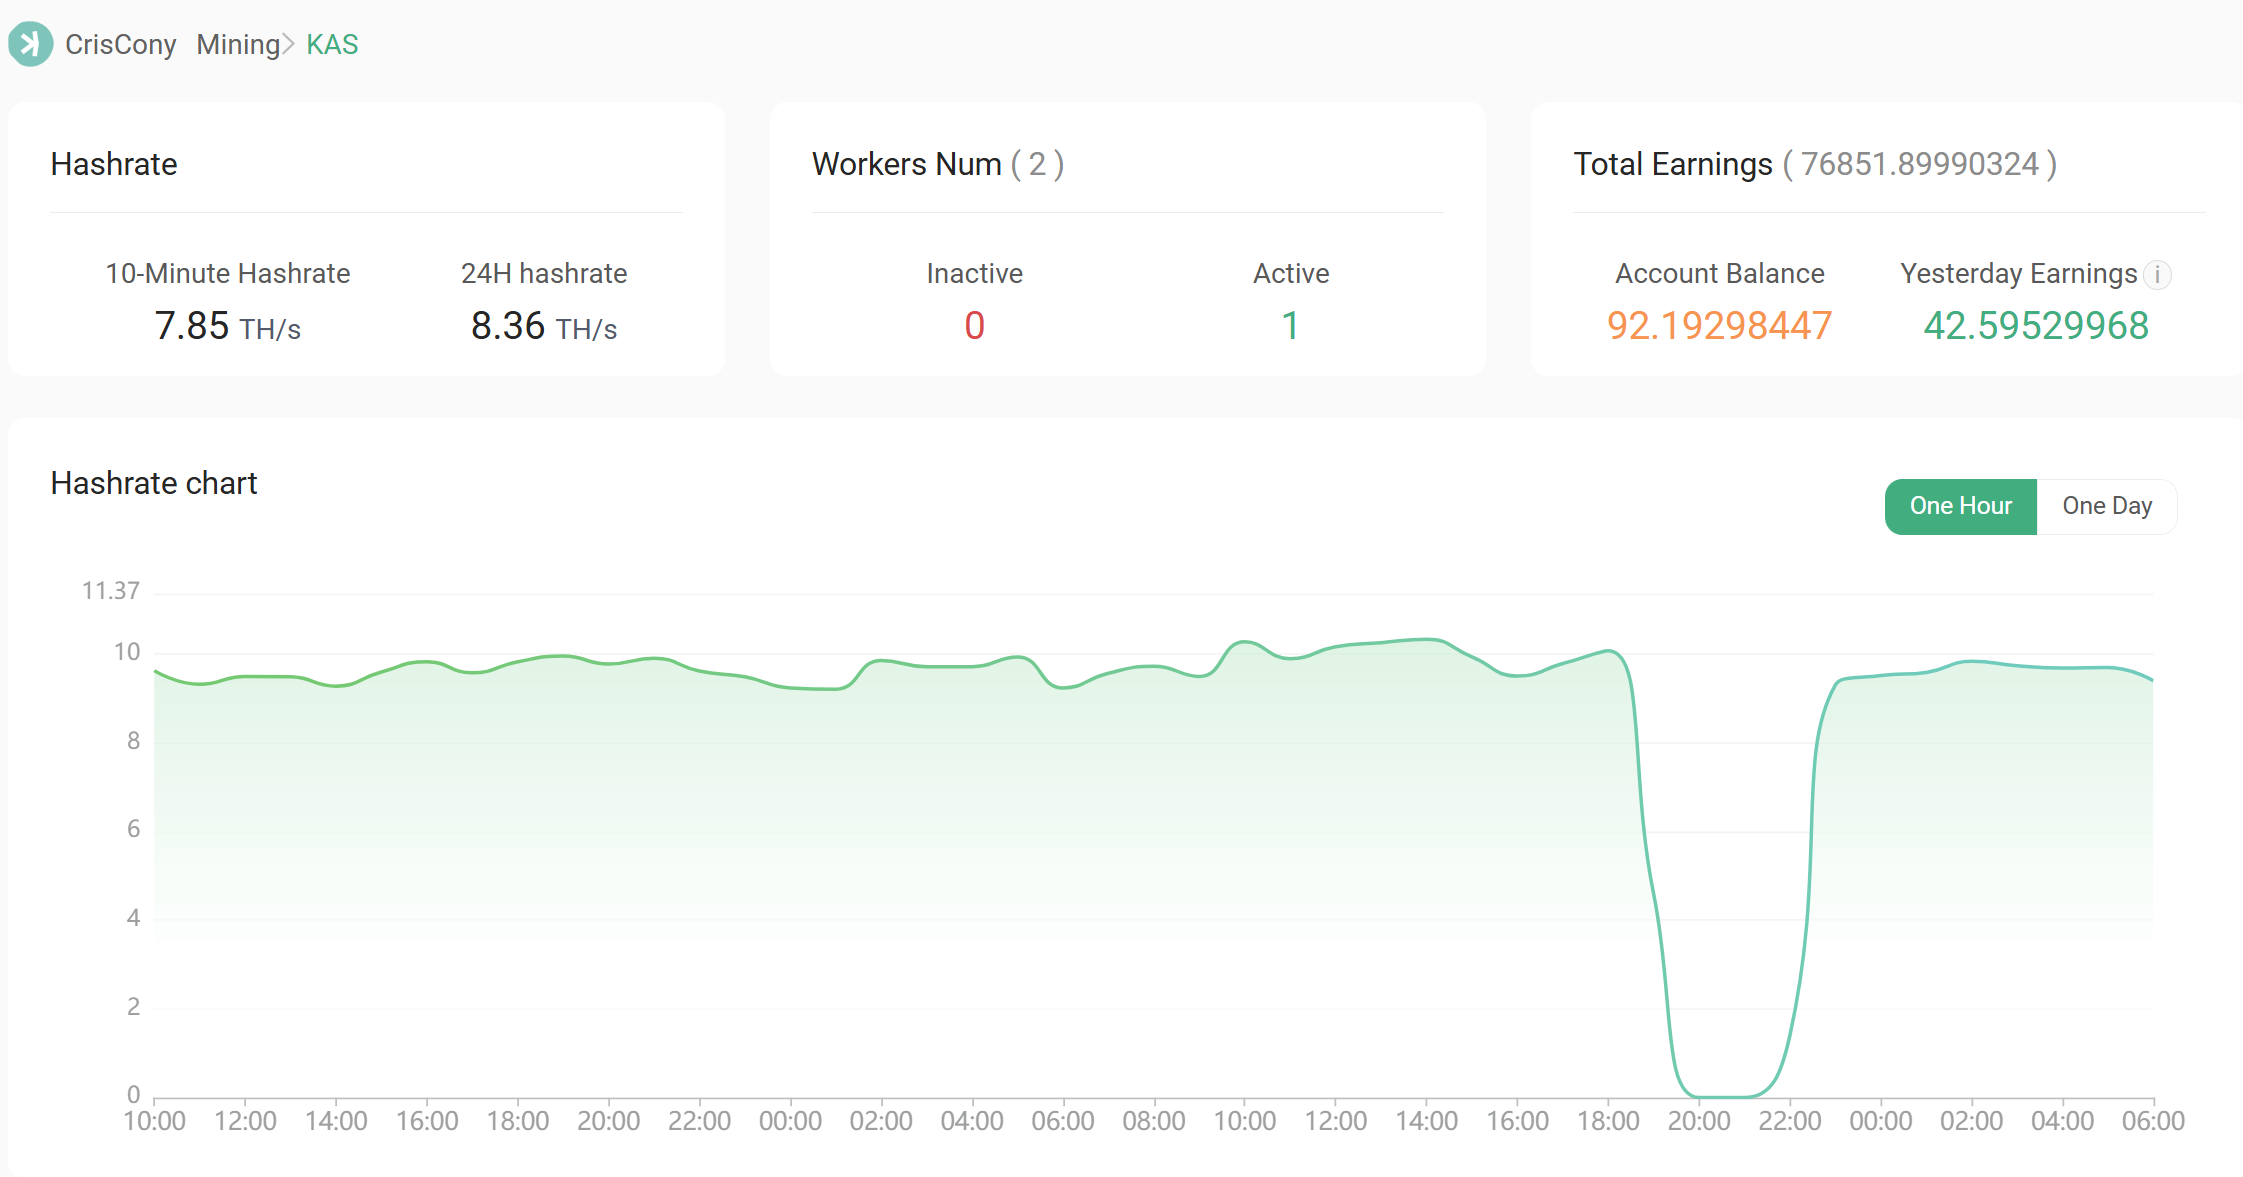 CrisCony Mining KAS
Hashrate
10-Minute Hashrate
7.85 TH/s
24H hashrate
8.36 TH/s
Workers Num ( 2 )
Inactive
0
Active
1
Total Earnings ( 76851.89990324 )
Account Balance
92.19298447
Yesterday Earnings i
42.59529968
Hashrate chart
One Hour
One Day
11.37
10
8
6
4
2
0
10:00 12:00 14:00 16:00 18:00 20:00 22:00 00:00 02:00 04:00 06:00 08:00 10:00 12:00 14:00 16:00 18:00 20:00 22:00 00:00 02:00 04:00 06:00